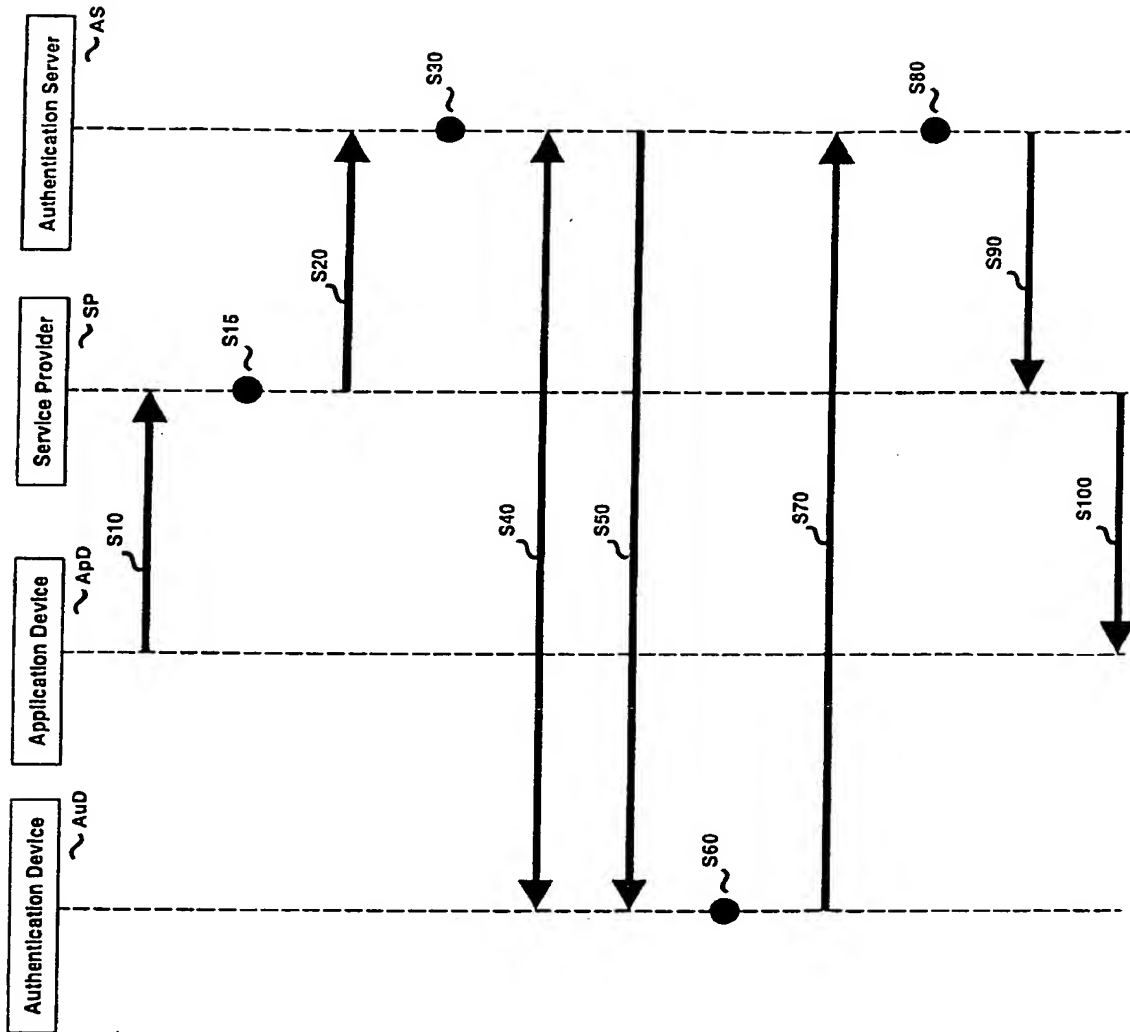 Authentication Device
AuD
Application Device
ApD
Service Provider
SP
Authentication Server
AS
S10
S15
S20
S30
S40
S50
S60
S70
S80
S90
S100